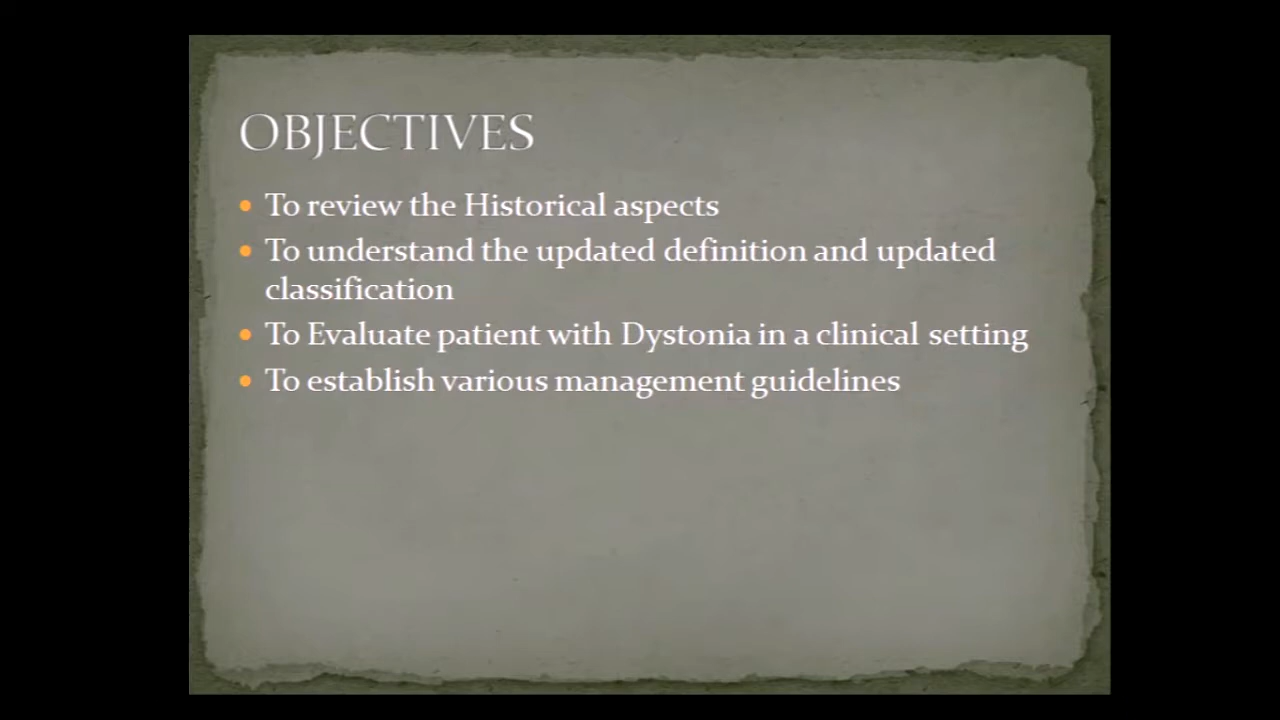 OBJECTIVES
• To review the Historical aspects
• To understand the updated definition and updated
classification
• To Evaluate patient with Dystonia in a clinical setting
• To establish various management guidelines